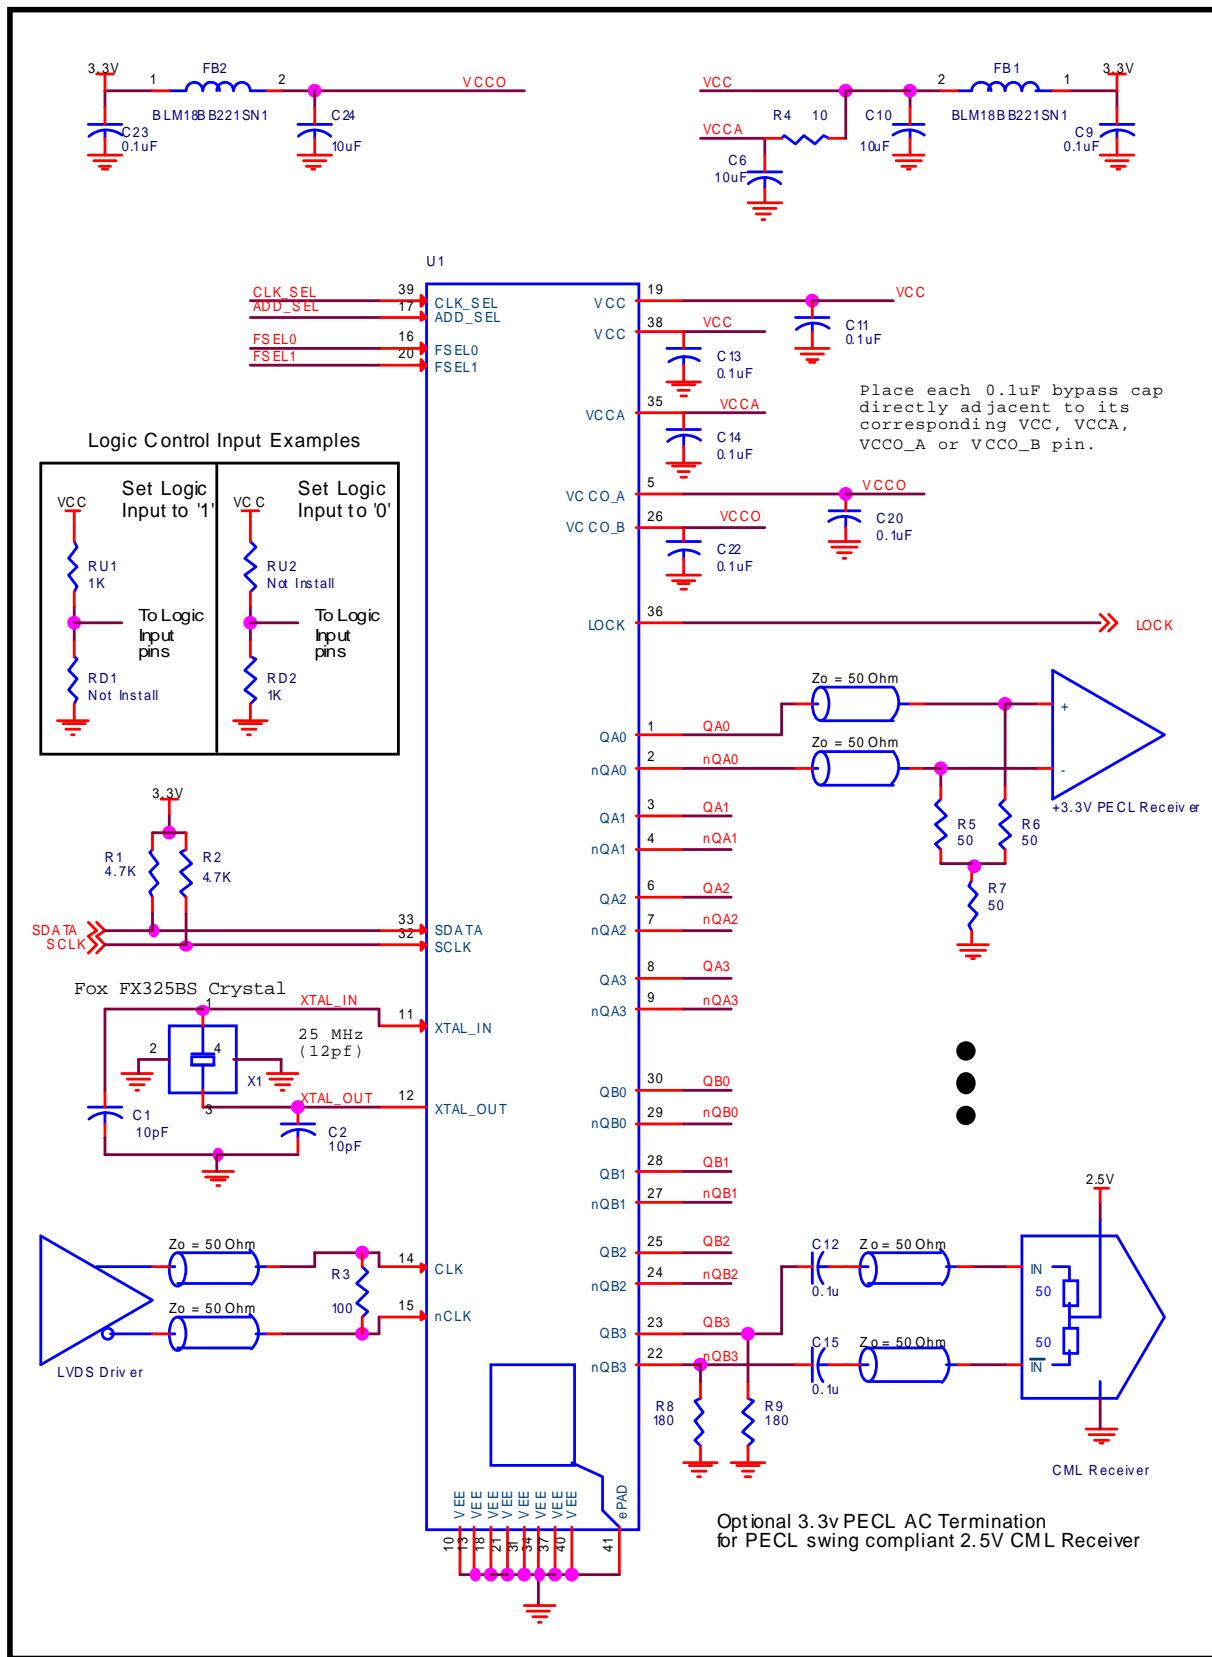 3.3V
FB2
1
2
VCCO
BLM18BB221SN1
C23
0.1uF
C24
10uF
VCC
2
FB1
1
3.3V
R4
10
C10
10uF
BLM18BB221SN1
C9
0.1uF
VCCA
C6
10uF
U1
CLK_SEL
39
CLK_SEL
ADD_SEL
17
ADD_SEL
FSEL0
16
FSEL0
FSEL1
20
FSEL1
VCC
19
VCC
C11
0.1uF
VCC
38
VCC
C13
0.1uF
VCCA
35
VCCA
C14
0.1uF
Place each 0.1uF bypass cap
directly adjacent to its
corresponding VCC, VCCA,
VCCO_A or VCCO_B pin.
VCCO_A
5
VCCO
C20
0.1uF
VCCO_B
26
VCCO
C22
0.1uF
Logic Control Input Examples
VCC
Set Logic
Input to '1'
RU1
1K
To Logic
Input
pins
RD1
Not Install
VCC
Set Logic
Input to '0'
RU2
Not Install
To Logic
Input
pins
RD2
1K
LOCK
36
LOCK
Zo = 50 Ohm
QA0
1
QA0
Zo = 50 Ohm
nQA0
2
nQA0
+
-
+3.3V PECL Receiver
R5
50
R6
50
R7
50
QA1
3
QA1
nQA1
4
nQA1
QA2
6
QA2
nQA2
7
nQA2
QA3
8
QA3
nQA3
9
nQA3
3.3V
R1
4.7K
R2
4.7K
SDATA
33
SDATA
SCLK
32
SCLK
Fox FX325BS Crystal
1
XTAL_IN
11
XTAL_IN
25 MHz
(12pf)
2
4
X1
3
XTAL_OUT
12
XTAL_OUT
C1
10pF
C2
10pF
QB0
30
QB0
nQB0
29
nQB0
QB1
28
QB1
nQB1
27
nQB1
QB2
25
QB2
nQB2
24
nQB2
QB3
23
QB3
nQB3
22
nQB3
Zo = 50 Ohm
14
CLK
R3
100
Zo = 50 Ohm
15
nCLK
LVDS Driver
2.5V
C12
0.1u
Zo = 50 Ohm
IN
50
50
C15
0.1u
Zo = 50 Ohm
IN
R8
180
R9
180
CML Receiver
VEE
VEE
VEE
VEE
VEE
VEE
VEE
VEE
ePAD
10
13
18
21
31
34
37
40
41
Optional 3.3v PECL AC Termination
for PECL swing compliant 2.5V CML Receiver